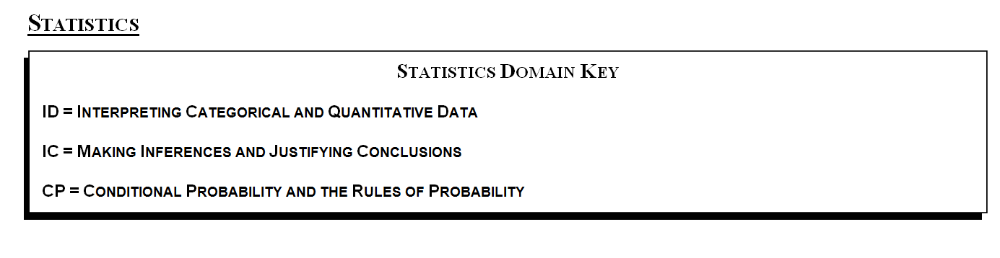 STATISTICS
STATISTICS DOMAIN KEY
ID = INTERPRETING CATEGORICAL AND QUANTITATIVE DATA
IC = MAKING INFERENCES AND JUSTIFYING CONCLUSIONS
CP = CONDITIONAL PROBABILITY AND THE RULES OF PROBABILITY